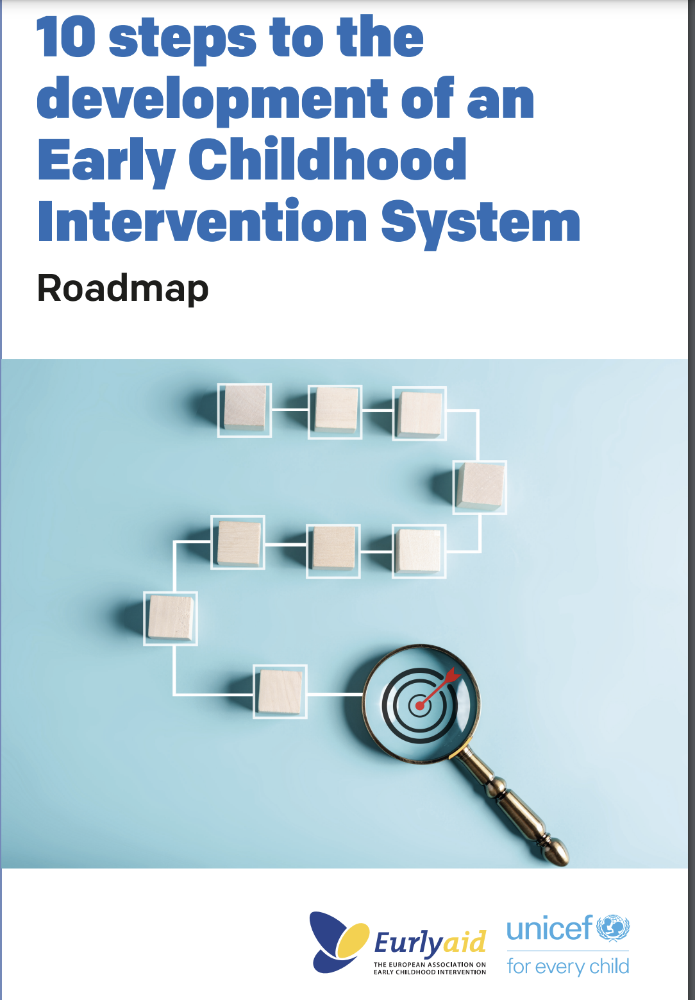 10 steps to the
development of an
Early Childhood
Intervention System
Roadmap
Eurlyaid
THE EUROPEAN ASSOCIATION ON
EARLY CHILDHOOD INTERVENTION
unicef
for every child